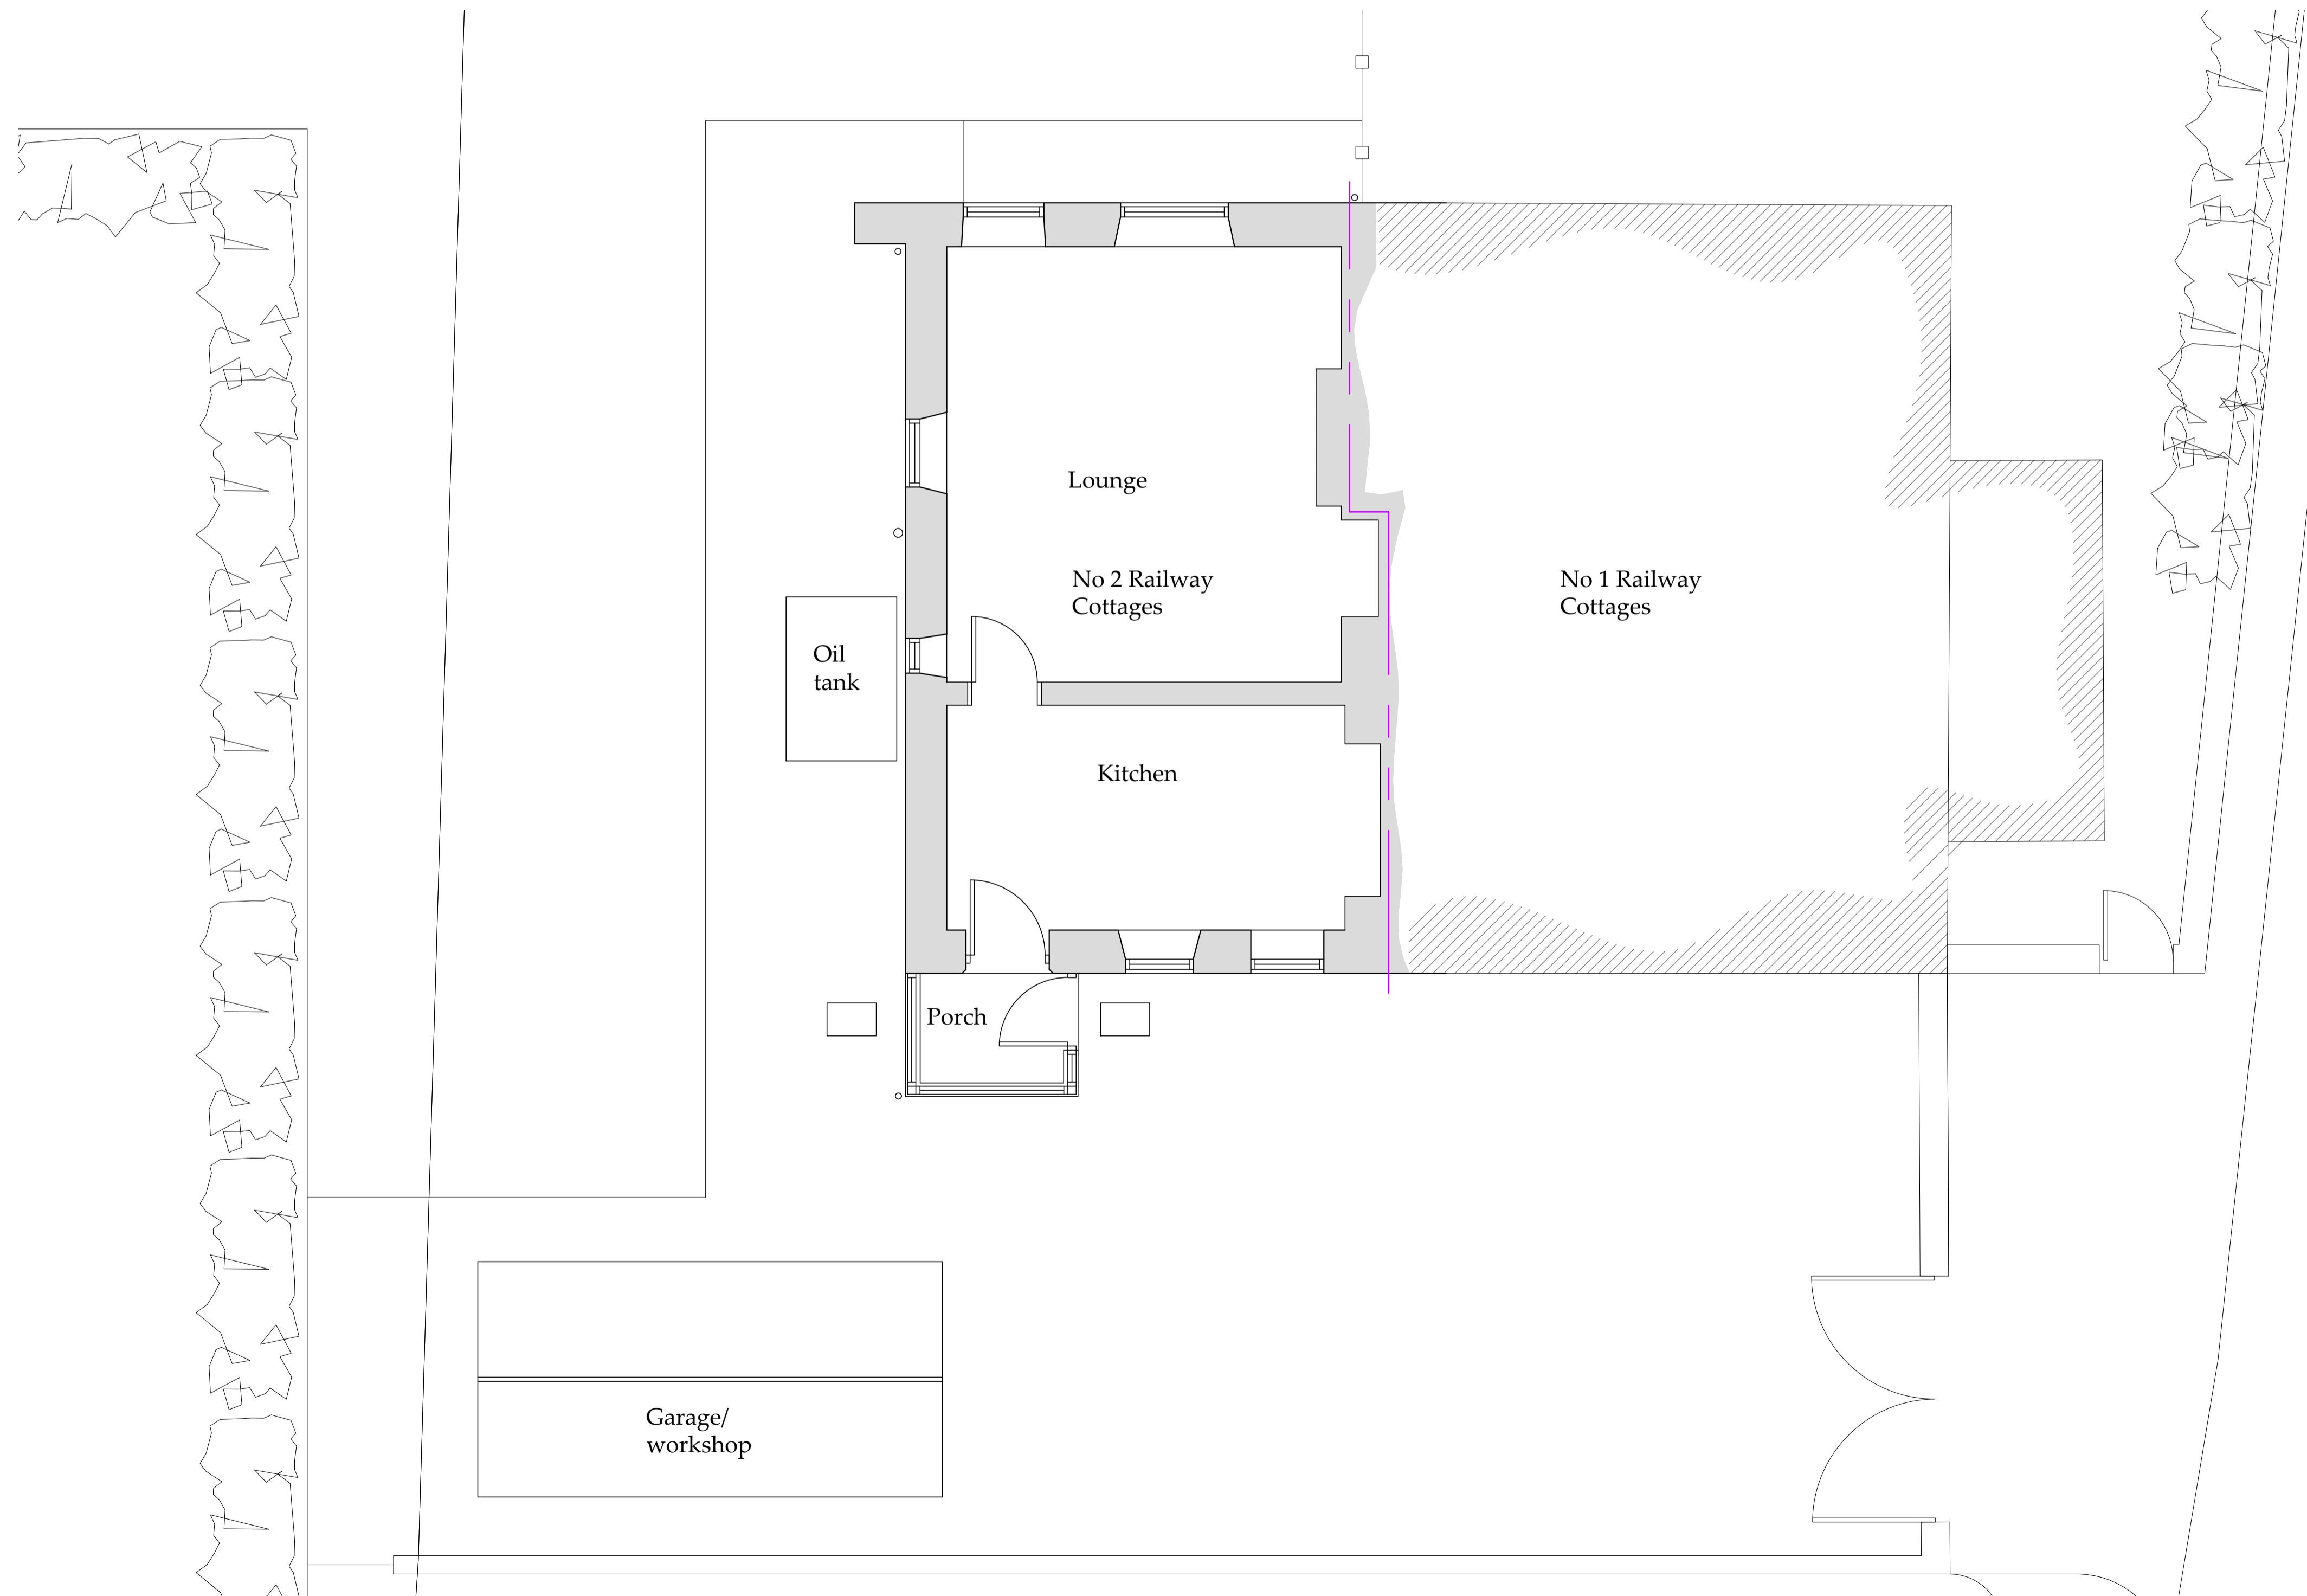 Lounge
No 2 Railway
Cottages
No 1 Railway
Cottages
Oil
tank
Kitchen
Porch
Garage/
workshop